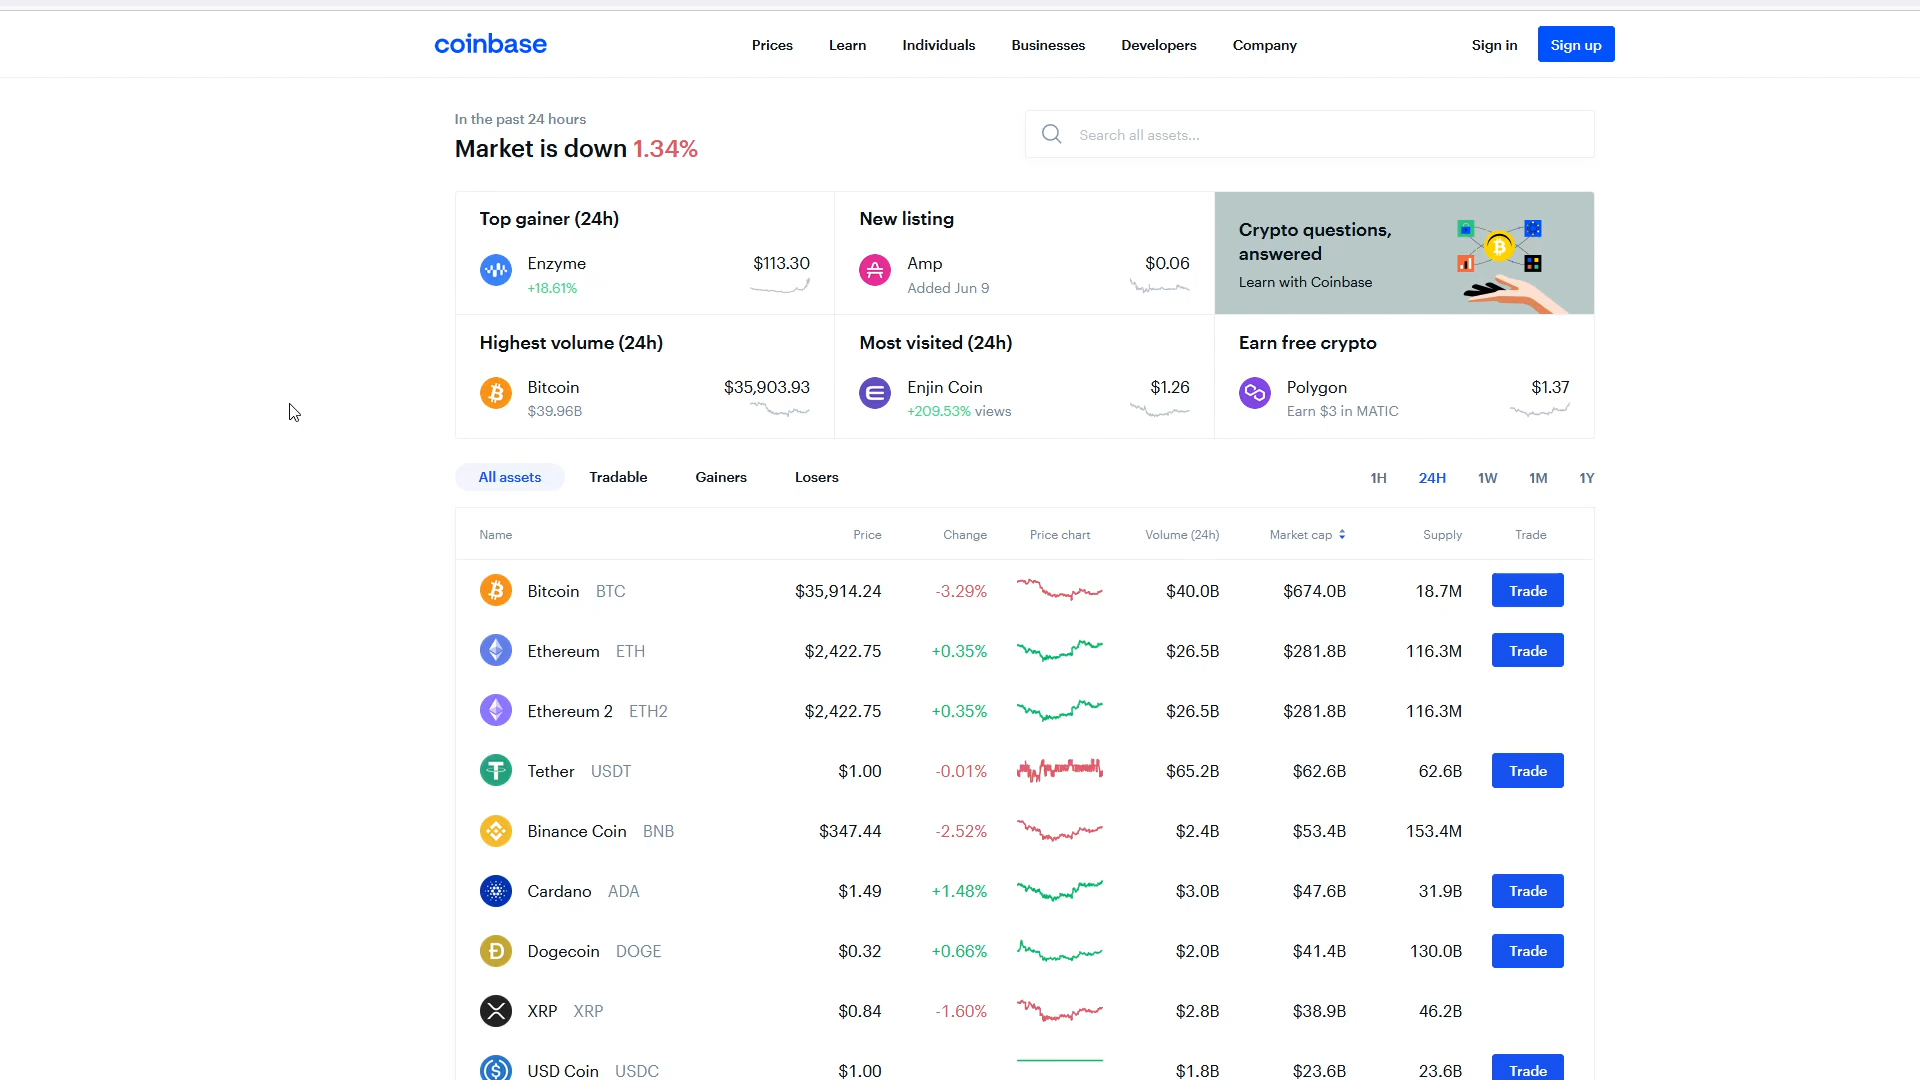 coinbase
Prices Learn Individuals Businesses Developers Company Sign in Sign up
In the past 24 hours
Market is down 1.34%
Search all assets...
Top gainer (24h)
Enzyme $113.30
+18.61%
New listing
Amp $0.06
Added Jun 9
Crypto questions,
answered
Learn with Coinbase
Highest volume (24h)
Bitcoin $35,903.93
$39.96B
Most visited (24h)
Enjin Coin $1.26
+209.53% views
Earn free crypto
Polygon $1.37
Earn $3 in MATIC
All assets Tradable Gainers Losers 1H 24H 1W 1M 1Y
Name Price Change Price chart Volume (24h) Market cap Supply Trade
Bitcoin BTC $35,914.24 -3.29% $40.0B $674.0B 18.7M Trade
Ethereum ETH $2,422.75 +0.35% $26.5B $281.8B 116.3M Trade
Ethereum 2 ETH2 $2,422.75 +0.35% $26.5B $281.8B 116.3M
Tether USDT $1.00 -0.01% $65.2B $62.6B 62.6B Trade
Binance Coin BNB $347.44 -2.52% $2.4B $53.4B 153.4M
Cardano ADA $1.49 +1.48% $3.0B $47.6B 31.9B Trade
Dogecoin DOGE $0.32 +0.66% $2.0B $41.4B 130.0B Trade
XRP XRP $0.84 -1.60% $2.8B $38.9B 46.2B
USD Coin USDC $1.00 $1.8B $23.6B 23.6B Trade